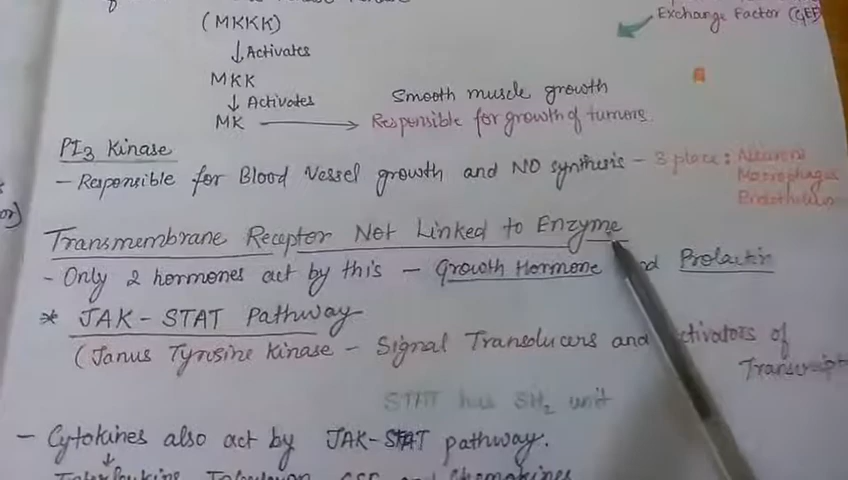 (MKKK)
Exchange Factor (GEF)
Activates
MKK
Activates
Smooth muscle growth
MK
Responsible for growth of tumors.
PI3 Kinase
- Responsible for Blood Vessel growth and NO synthesis - 3 place:
Macrophages
Transmembrane Receptor Not Linked to Enzyme
- Only 2 hormones act by this - Growth Hormone and Prolactin
* JAK-STAT Pathway
(Janus Tyrosine Kinase - Signal Transducers and Activators of
STAT has SH2 unit
- Cytokines also act by JAK-STAT pathway.